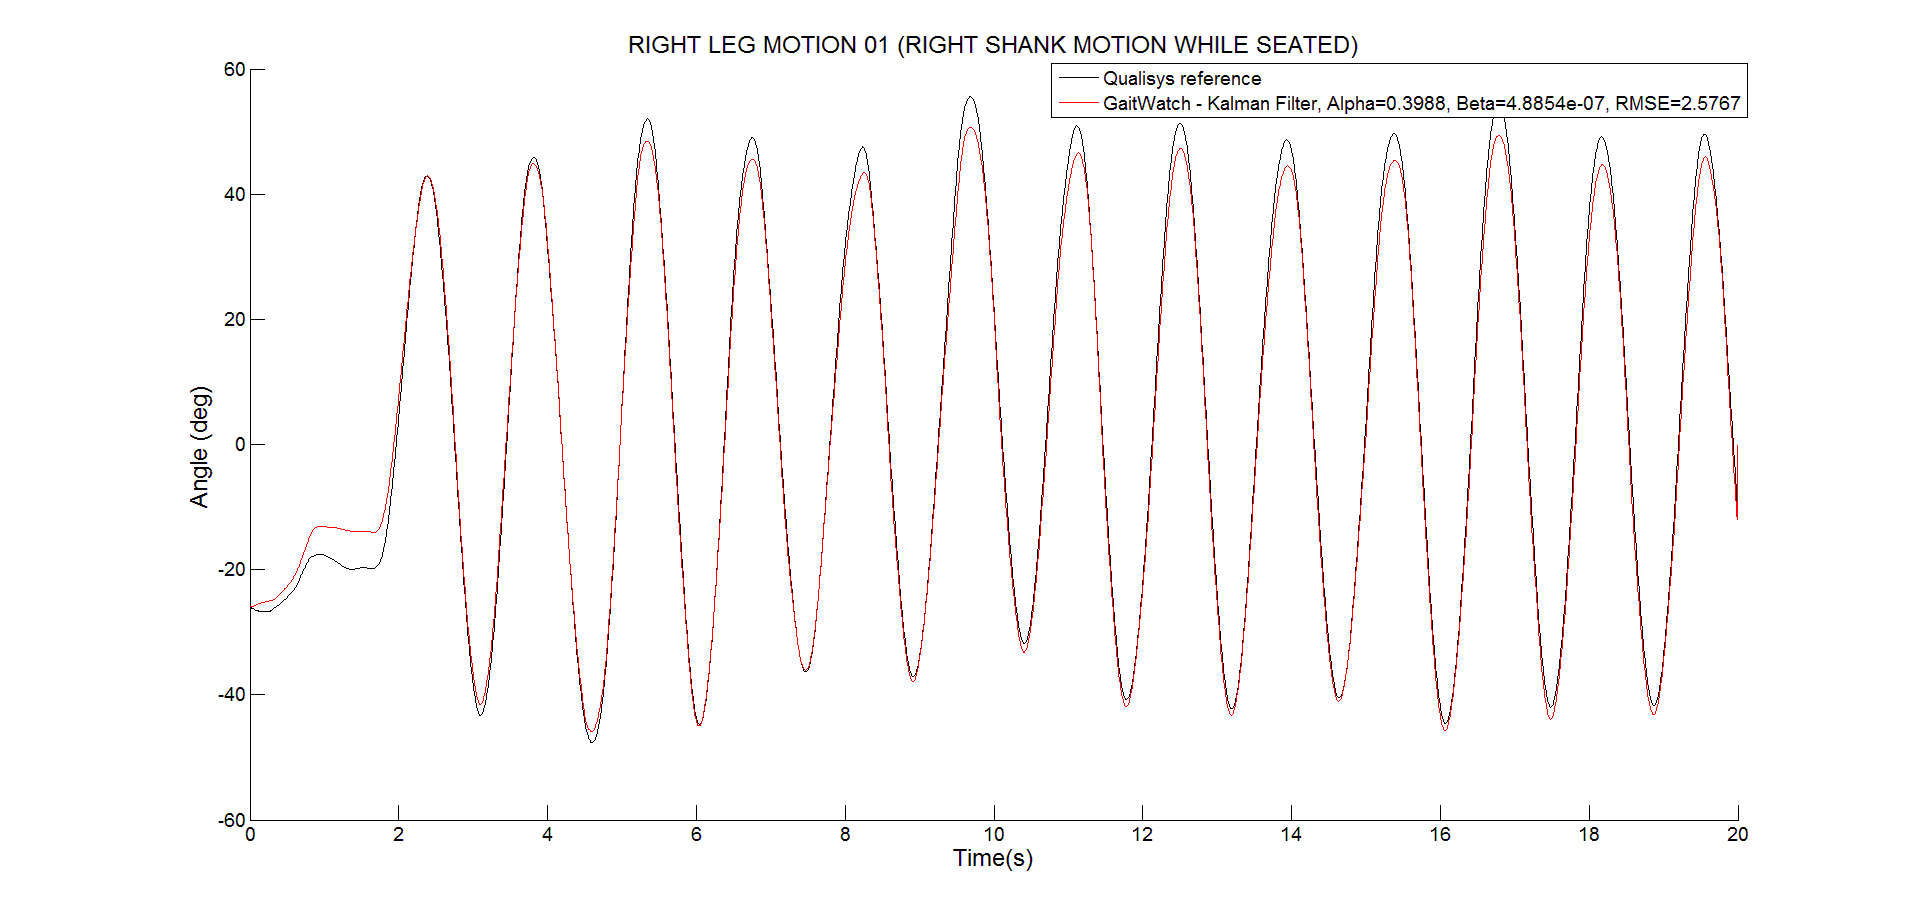 RIGHT LEG MOTION 01 (RIGHT SHANK MOTION WHILE SEATED)
Qualisys reference
GaitWatch - Kalman Filter, Alpha=0.3988, Beta=4.8854e-07, RMSE=2.5767
Angle (deg)
60
40
20
0
-20
-40
-60
0 2 4 6 8 10 12 14 16 18 20
Time(s)